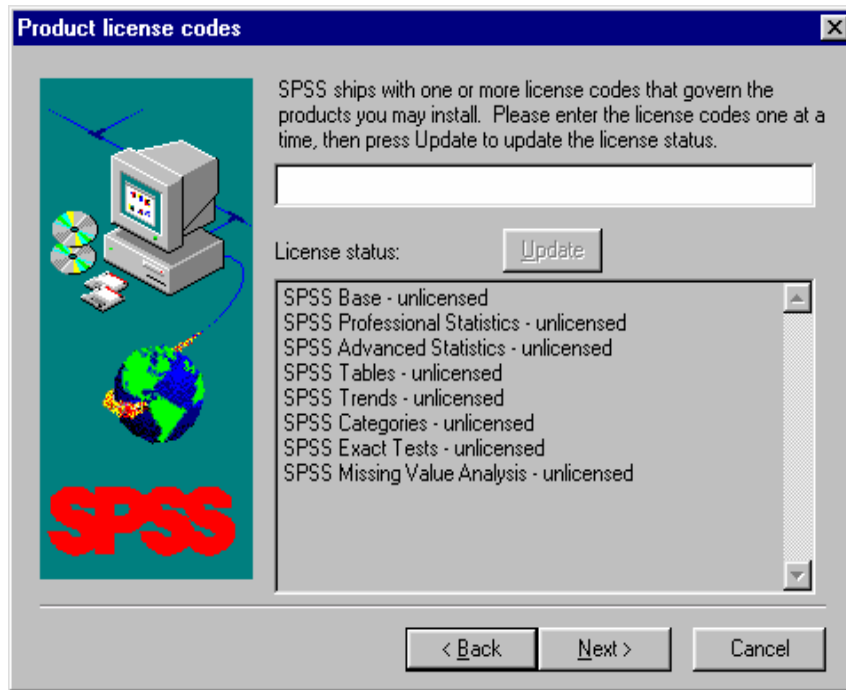 Product license codes
SPSS ships with one or more license codes that govern the
products you may install. Please enter the license codes one at a
time, then press Update to update the license status.
License status:
Update
SPSS Base - unlicensed
SPSS Professional Statistics - unlicensed
SPSS Advanced Statistics - unlicensed
SPSS Tables - unlicensed
SPSS Trends - unlicensed
SPSS Categories - unlicensed
SPSS Exact Tests - unlicensed
SPSS Missing Value Analysis - unlicensed
SPSS
< Back
Next >
Cancel